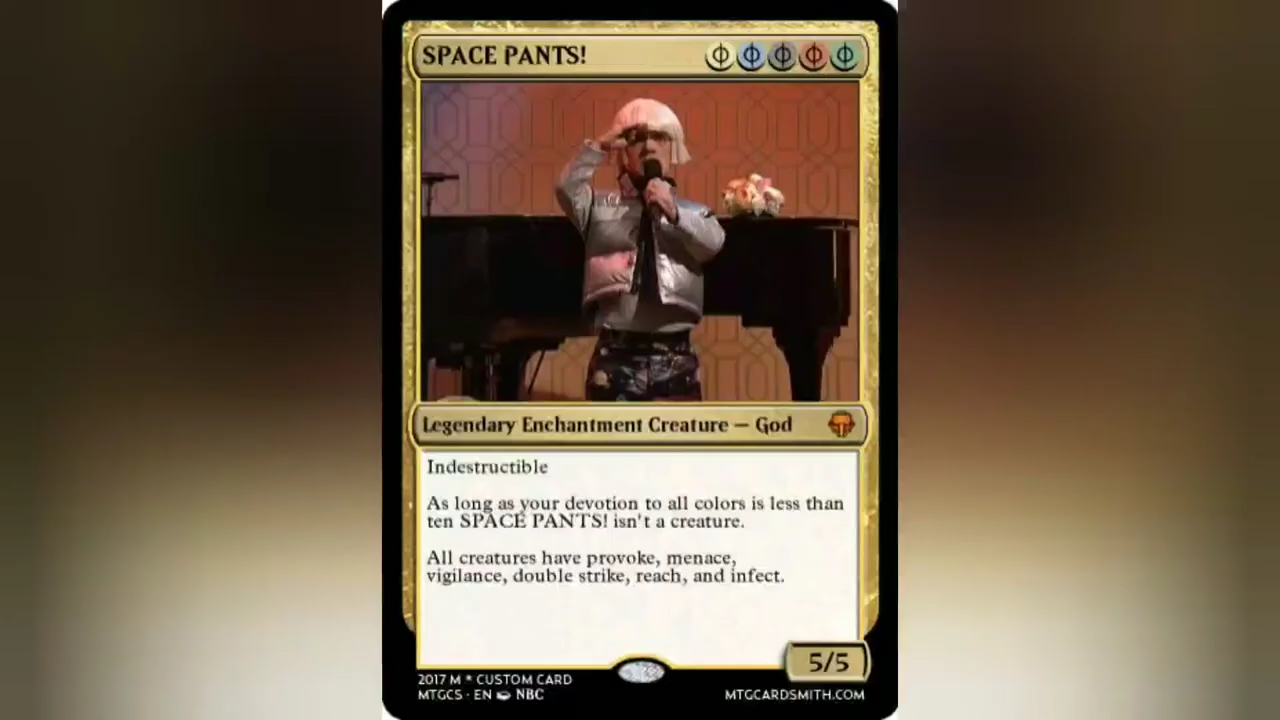 SPACE PANTS!
Legendary Enchantment Creature — God
Indestructible
As long as your devotion to all colors is less than
ten SPACE PANTS! isn't a creature.
All creatures have provoke, menace,
vigilance, double strike, reach, and infect.
5/5
2017 M * CUSTOM CARD
MTGCS · EN NBC
MTGCARDSMITH.COM